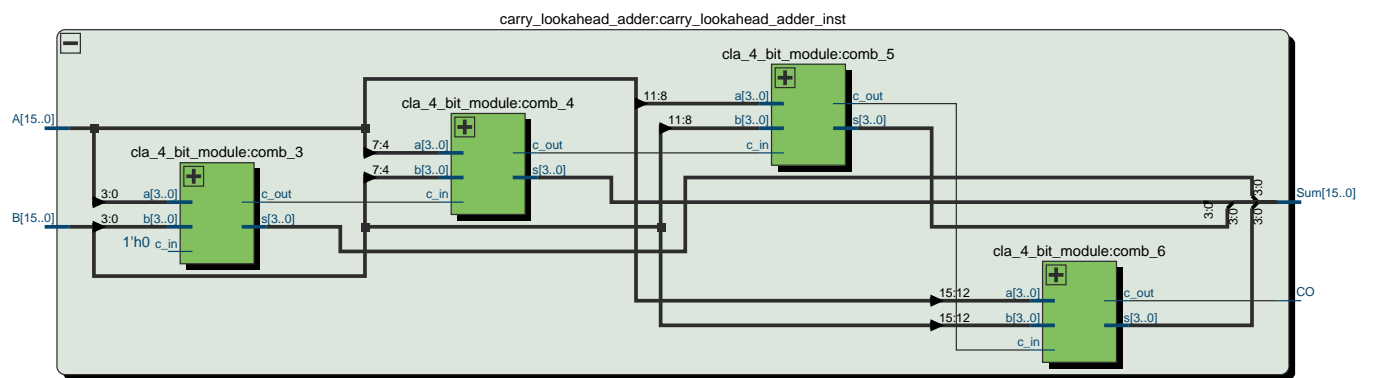 carry_lookahead_adder:carry_lookahead_adder_inst
cla_4_bit_module:comb_5
11:8
a[3..0]
c_out
11:8
b[3..0]
s[3..0]
c_in
cla_4_bit_module:comb_4
7:4
a[3..0]
c_out
7:4
b[3..0]
s[3..0]
c_in
A[15..0]
cla_4_bit_module:comb_3
3:0
a[3..0]
c_out
B[15..0]
3:0
b[3..0]
s[3..0]
1'h0
c_in
3:0
3:0
3:0
3:0
Sum[15..0]
cla_4_bit_module:comb_6
15:12
a[3..0]
c_out
CO
15:12
b[3..0]
s[3..0]
c_in